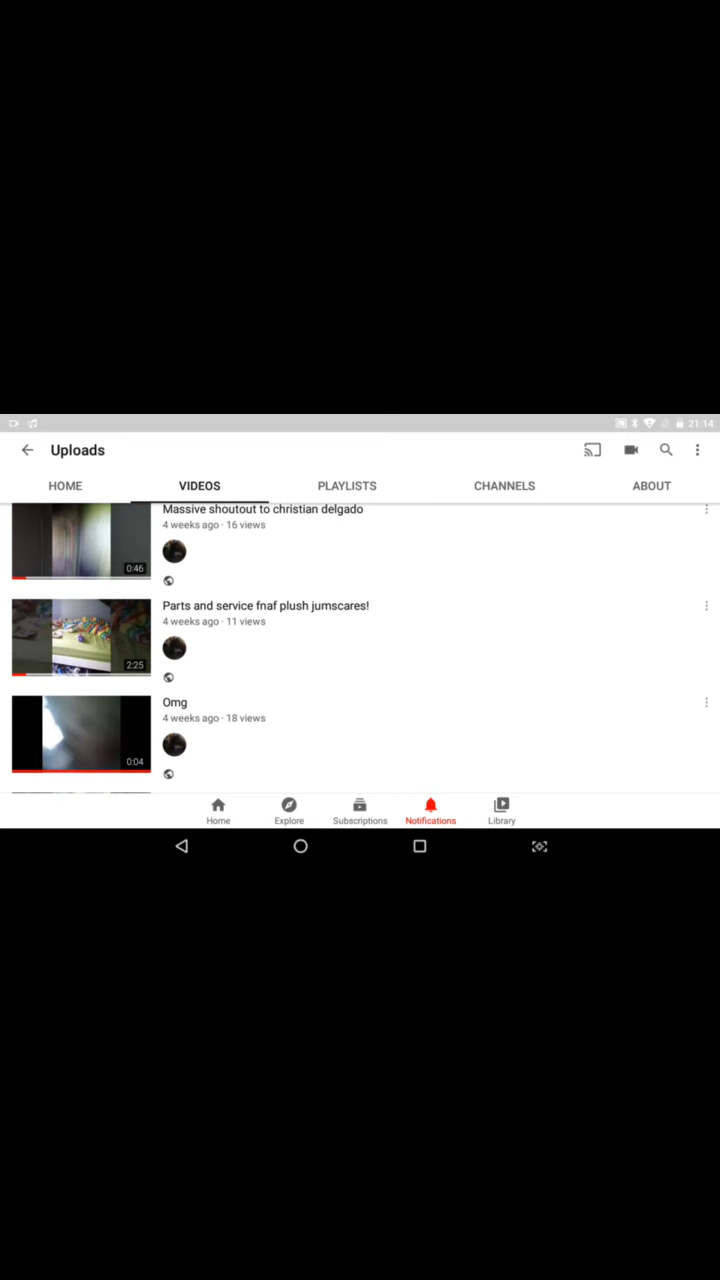 21:14
Uploads
HOME VIDEOS PLAYLISTS CHANNELS ABOUT
Massive shoutout to christian delgado
4 weeks ago · 16 views
0:46
Parts and service fnaf plush jumscares!
4 weeks ago · 11 views
2:25
Omg
4 weeks ago · 18 views
0:04
Home Explore Subscriptions Notifications Library